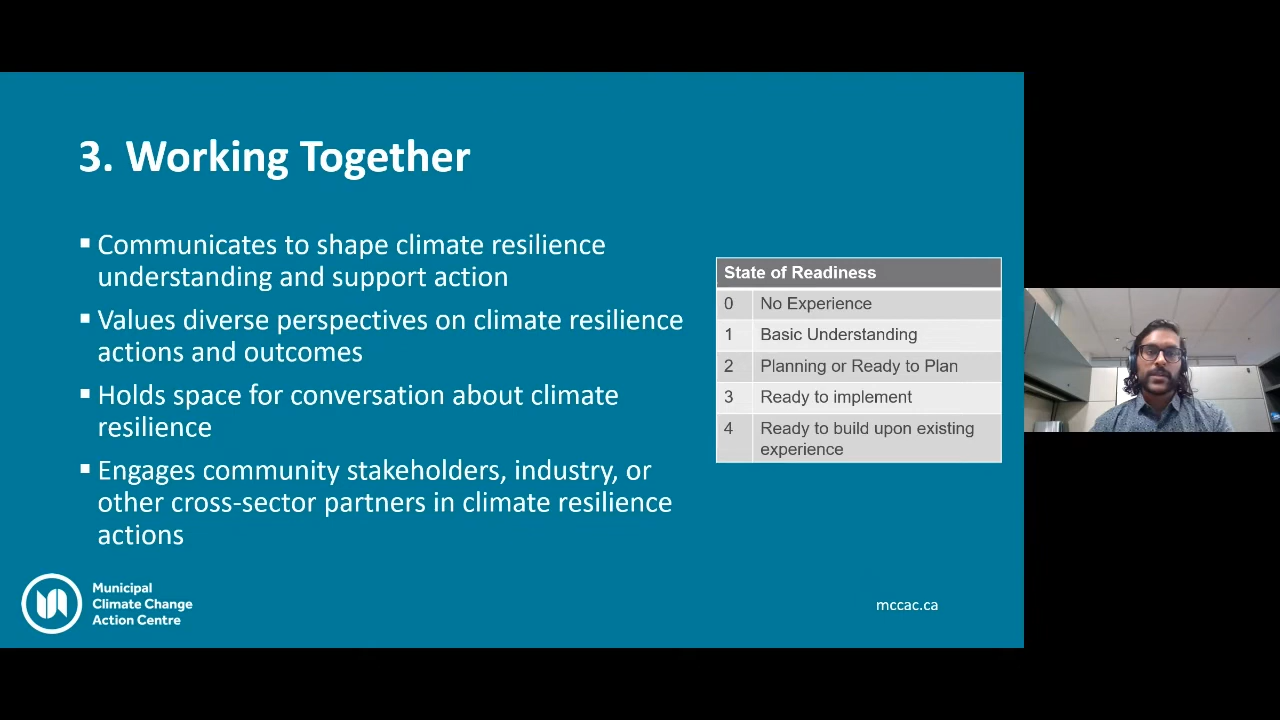 3. Working Together
▪ Communicates to shape climate resilience
understanding and support action
▪ Values diverse perspectives on climate resilience
actions and outcomes
▪ Holds space for conversation about climate
resilience
▪ Engages community stakeholders, industry, or
other cross-sector partners in climate resilience
actions
State of Readiness
0 No Experience
1 Basic Understanding
2 Planning or Ready to Plan
3 Ready to implement
4 Ready to build upon existing
experience
Municipal
Climate Change
Action Centre
mccac.ca